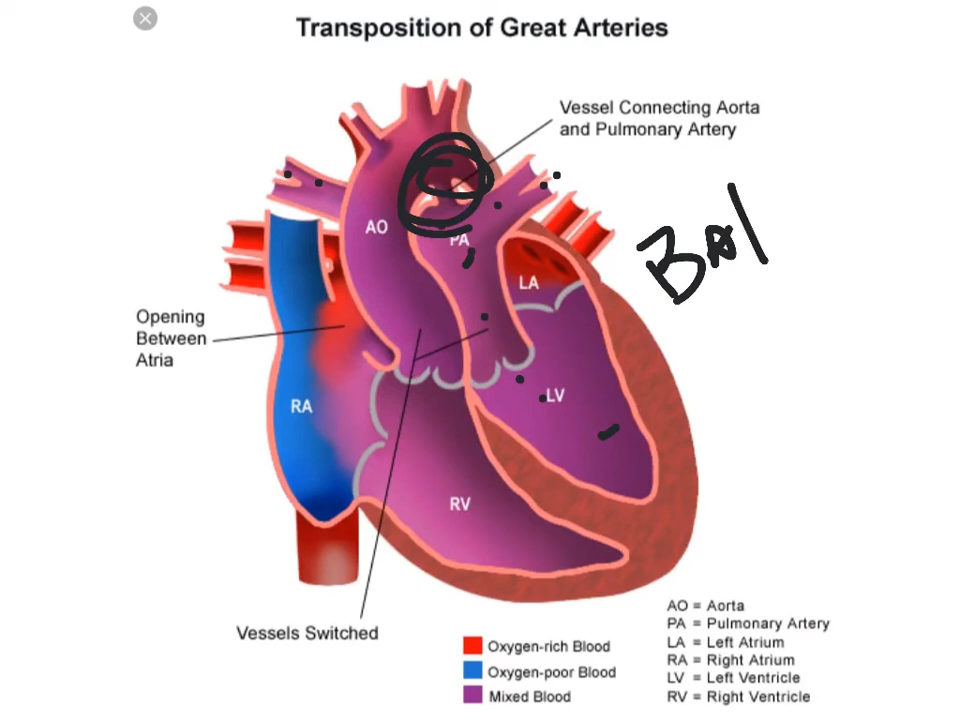 Transposition of Great Arteries
Vessel Connecting Aorta
and Pulmonary Artery
AO
PA
LA
Opening
Between
Atria
RA
LV
RV
Vessels Switched
Oxygen-rich Blood
Oxygen-poor Blood
Mixed Blood
AO = Aorta
PA = Pulmonary Artery
LA = Left Atrium
RA = Right Atrium
LV = Left Ventricle
RV = Right Ventricle